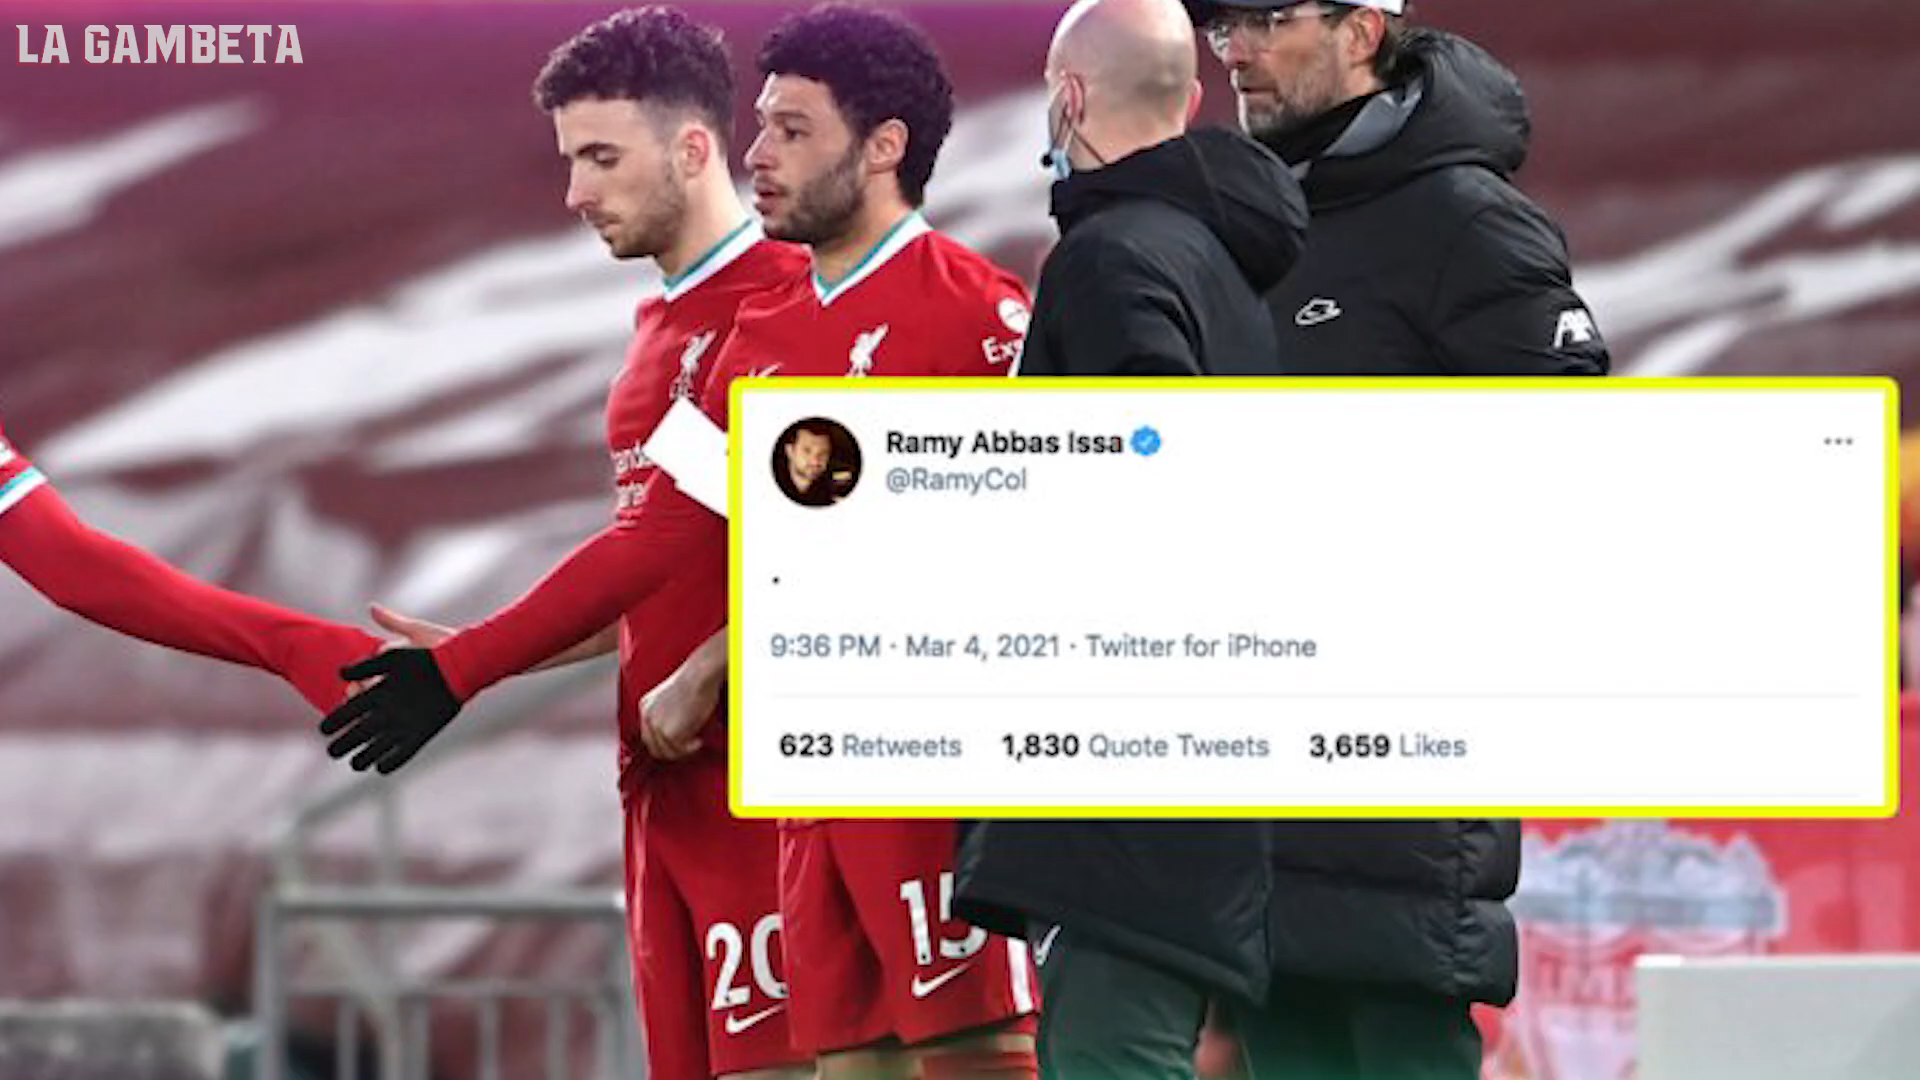 LA GAMBETA
Ramy Abbas Issa
@RamyCol
.
9:36 PM · Mar 4, 2021 · Twitter for iPhone
623 Retweets 1,830 Quote Tweets 3,659 Likes
AXA
20
15